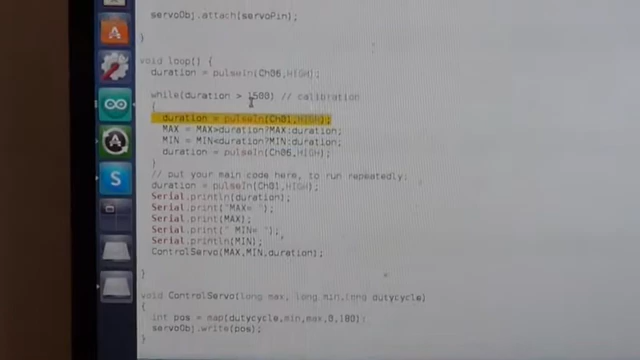 servoObj.attach(servoPin);
}
void loop() {
duration = pulseIn(Ch06,HIGH);
while(duration > 1500) // calibration
{
duration = pulseIn(Ch01,HIGH);
MAX = MAX>duration?MAX:duration;
MIN = MIN<duration?MIN:duration;
duration = pulseIn(Ch06,HIGH);
}
// put your main code here, to run repeatedly:
duration = pulseIn(Ch01,HIGH);
Serial.println(duration);
Serial.print("MAX= ");
Serial.print(MAX);
Serial.print(" MIN= ");
Serial.println(MIN);
ControlServo(MAX,MIN,duration);
}
void ControlServo(long max, long min,long dutycycle)
{
int pos = map(dutycycle,min,max,0,180);
servoObj.write(pos);
}